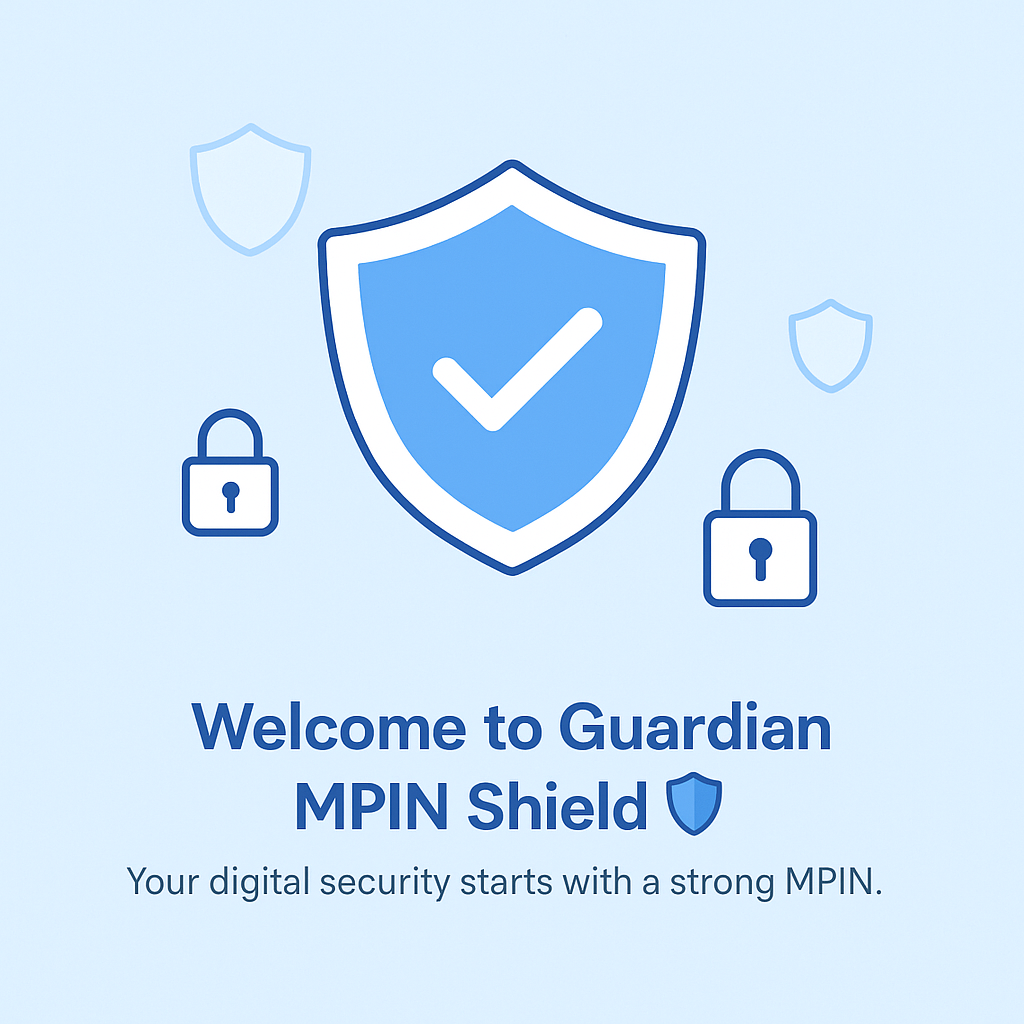 Welcome to Guardian
MPIN Shield 🛡️
Your digital security starts with a strong MPIN.